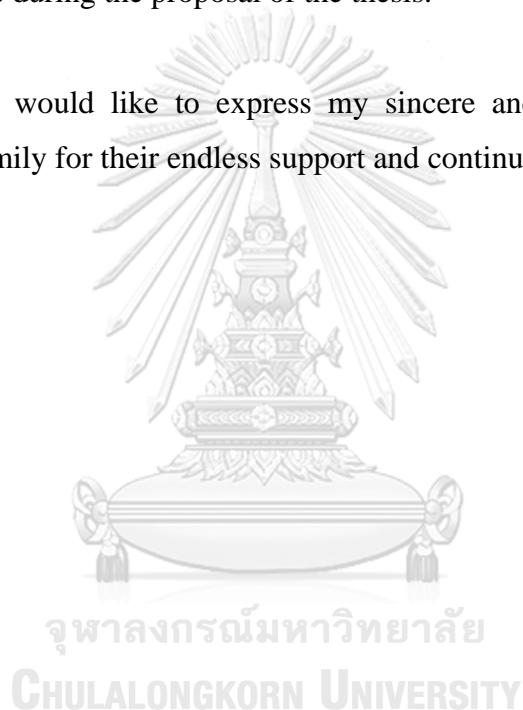 during the proposal of the thesis.
would like to express my sincere and
mily for their endless support and continu
จุฬาลงกรณ์มหาวิทยาลัย
CHULALONGKORN UNIVERSITY